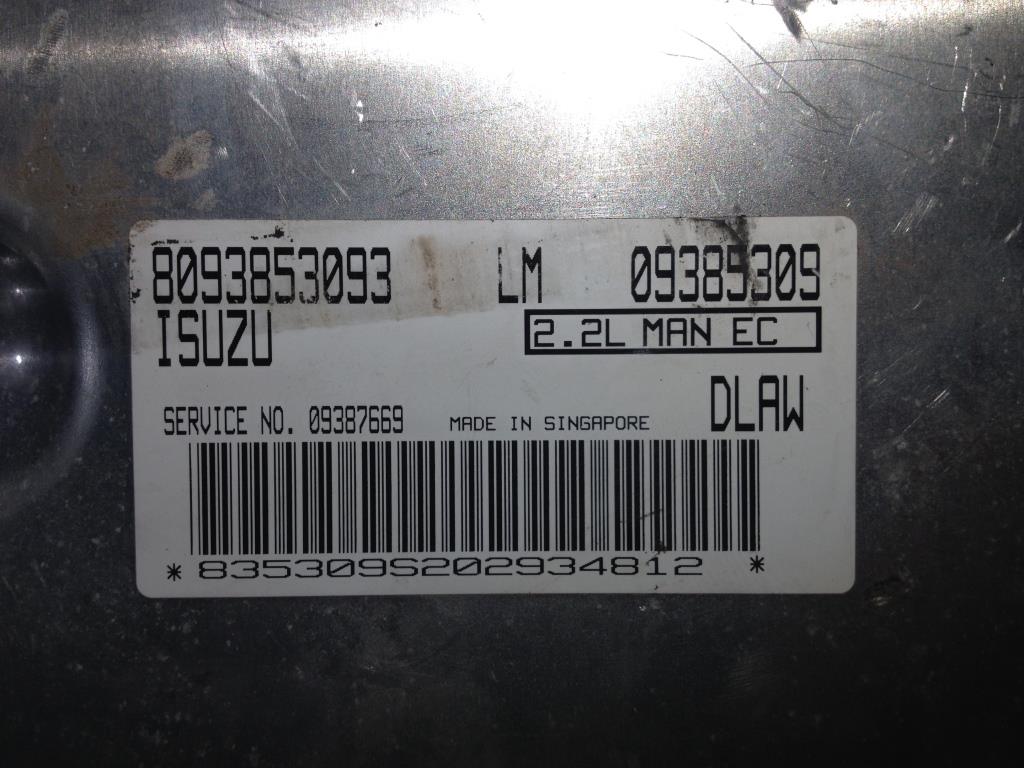 8093853093 LM 09385309
ISUZU 2.2L MAN EC
DLAW
SERVICE NO. 09387669 MADE IN SINGAPORE
*835309S202934812 *